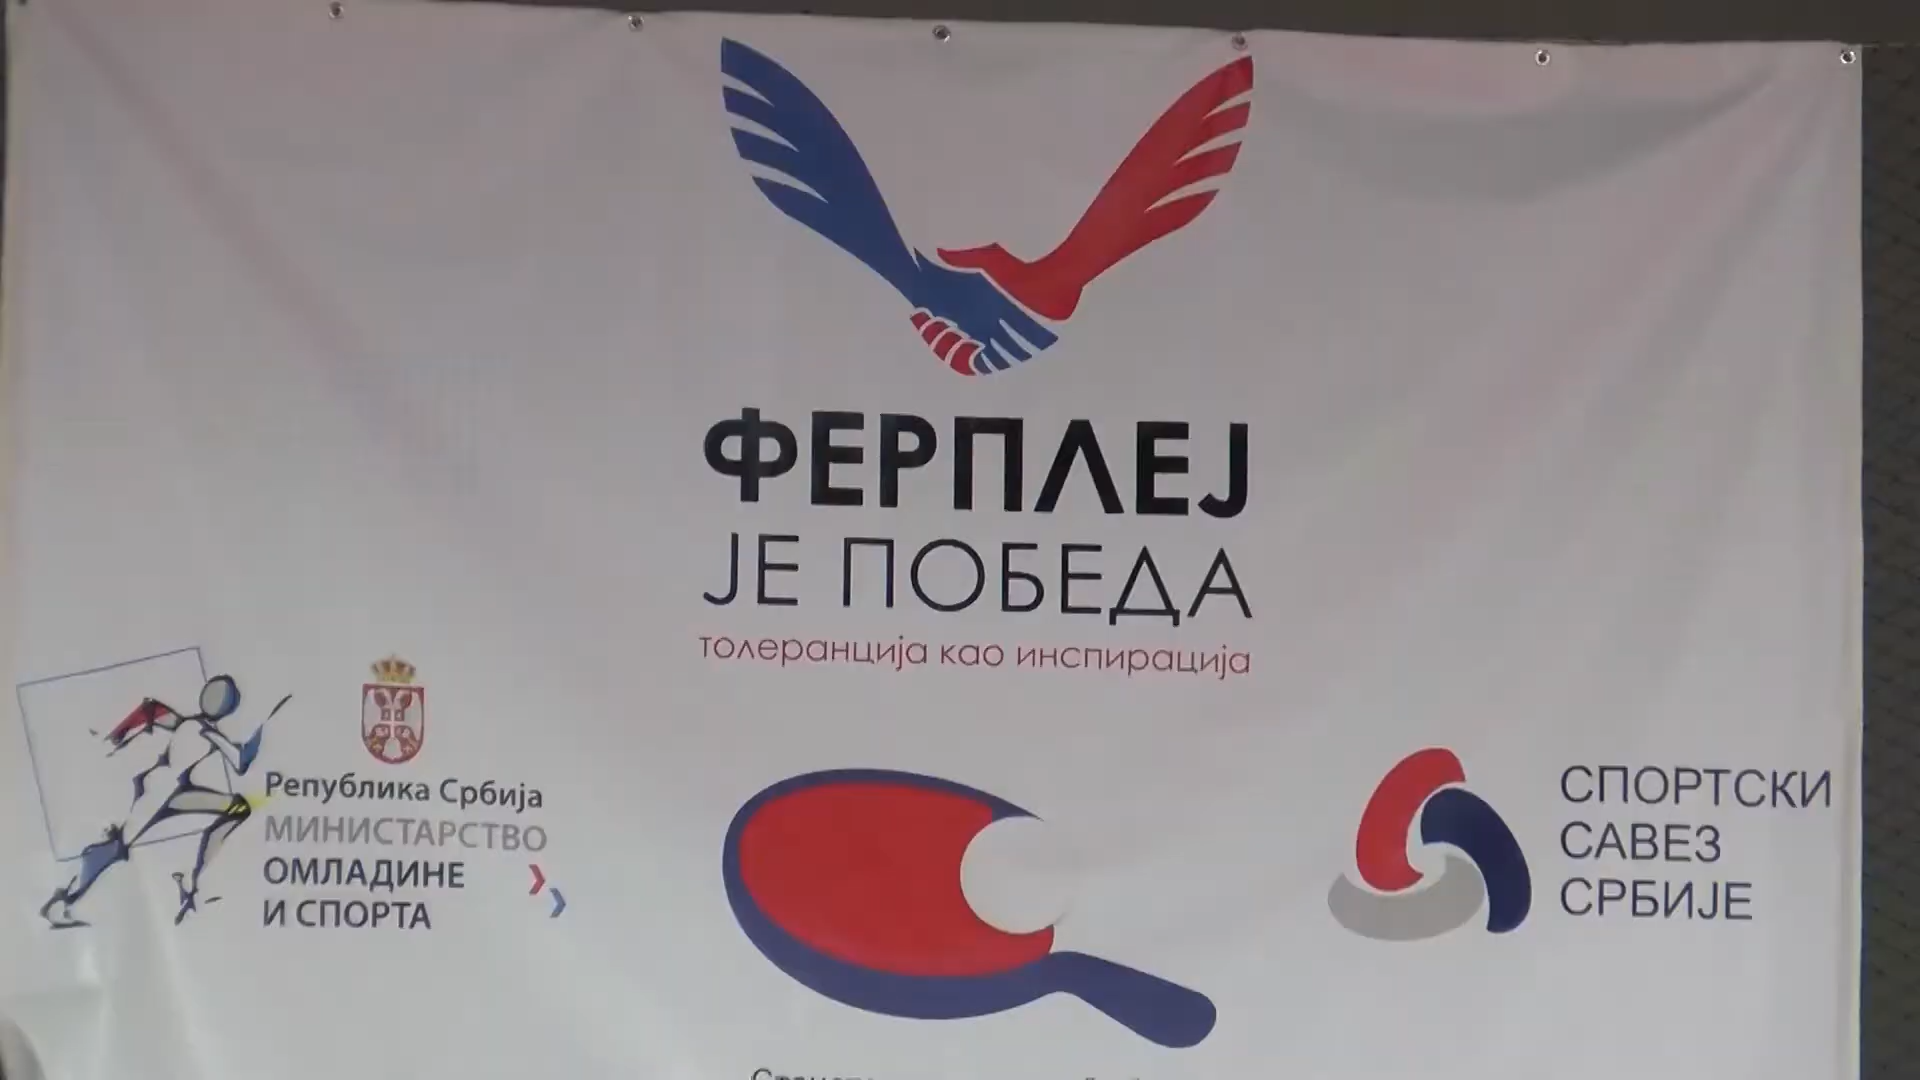 ФЕРПЛЕЈ
ЈЕ ПОБЕДА
толеранција као инспирација
Република Србија
МИНИСТАРСТВО
ОМЛАДИНЕ
И СПОРТА
СПОРТСКИ
САВЕЗ
СРБИЈЕ